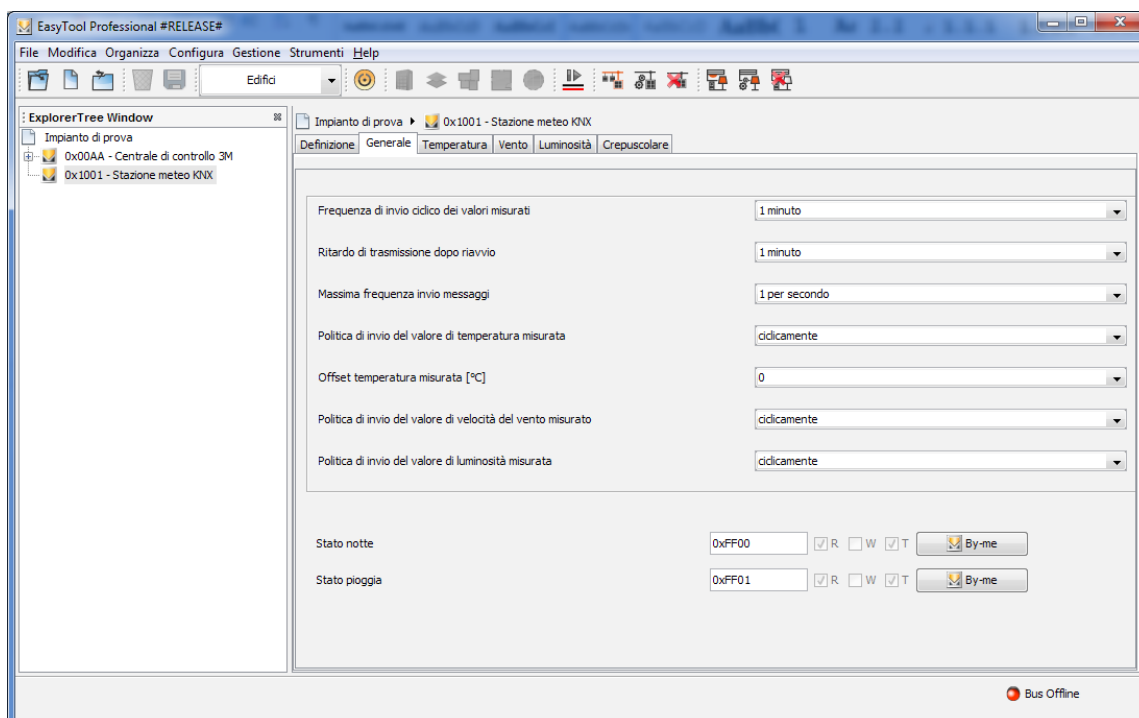 EasyTool Professional #RELEASE#
File Modifica Organizza Configura Gestione Strumenti Help
Edifici
ExplorerTree Window
Impianto di prova
0x00AA - Centrale di controllo 3M
0x1001 - Stazione meteo KNX
Impianto di prova 0x1001 - Stazione meteo KNX
Definizione Generale Temperatura Vento Luminosità Crepuscolare
Frequenza di invio ciclico dei valori misurati 1 minuto
Ritardo di trasmissione dopo riavvio 1 minuto
Massima frequenza invio messaggi 1 per secondo
Politica di invio del valore di temperatura misurata ciclicamente
Offset temperatura misurata [°C] 0
Politica di invio del valore di velocità del vento misurato ciclicamente
Politica di invio del valore di luminosità misurata ciclicamente
Stato notte 0xFF00 R W T By-me
Stato pioggia 0xFF01 R W T By-me
Bus Offline